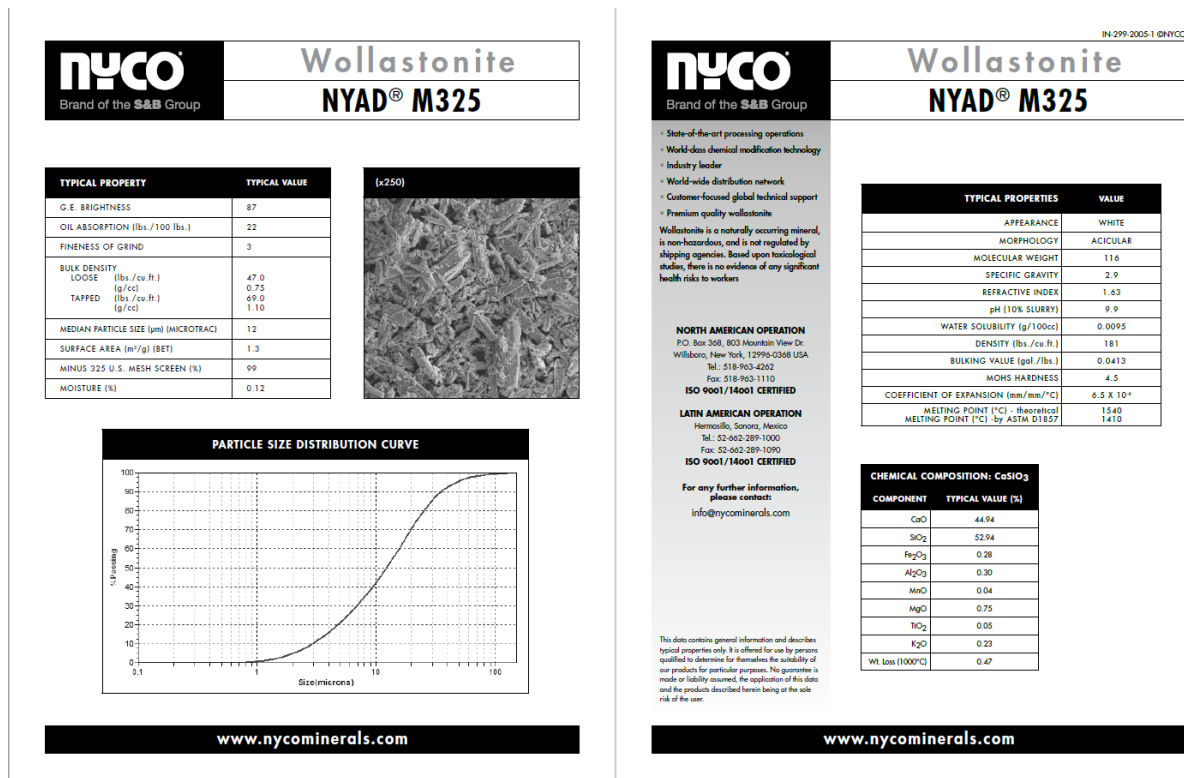 nyco
Brand of the S&B Group
Wollastonite
NYAD® M325
TYPICAL PROPERTY TYPICAL VALUE
G.E. BRIGHTNESS 87
OIL ABSORPTION (lbs./100 lbs.) 22
FINENESS OF GRIND 3
BULK DENSITY
LOOSE (lbs./cu.ft.) 47.0
(g/cc) 0.75
TAPPED (lbs./cu.ft.) 69.0
(g/cc) 1.10
MEDIAN PARTICLE SIZE (µm) (MICROTRAC) 12
SURFACE AREA (m²/g) (BET) 1.3
MINUS 325 U.S. MESH SCREEN (%) 99
MOISTURE (%) 0.12
(x250)
PARTICLE SIZE DISTRIBUTION CURVE
%Passing
100
90
80
70
60
50
40
30
20
10
0
0.1 1 10 100
Size(microns)
www.nycominerals.com
IN-299-2005-1 ©NYCO
nyco
Brand of the S&B Group
Wollastonite
NYAD® M325
• State-of-the-art processing operations
• World-class chemical modification technology
• Industry leader
• World-wide distribution network
• Customer-focused global technical support
• Premium quality wollastonite
Wollastonite is a naturally occurring mineral,
is non-hazardous, and is not regulated by
shipping agencies. Based upon toxicological
studies, there is no evidence of any significant
health risks to workers
NORTH AMERICAN OPERATION
P.O. Box 368, 803 Mountain View Dr.
Willsboro, New York, 12996-0368 USA
Tel.: 518-963-4262
Fax: 518-963-1110
ISO 9001/14001 CERTIFIED
LATIN AMERICAN OPERATION
Hermosillo, Sonora, Mexico
Tel.: 52-662-289-1000
Fax: 52-662-289-1090
ISO 9001/14001 CERTIFIED
For any further information,
please contact:
info@nycominerals.com
This data contains general information and describes
typical properties only. It is offered for use by persons
qualified to determine for themselves the suitability of
our products for particular purposes. No guarantee is
made or liability assumed, the application of this data
and the products described herein being at the sole
risk of the user.
TYPICAL PROPERTIES VALUE
APPEARANCE WHITE
MORPHOLOGY ACICULAR
MOLECULAR WEIGHT 116
SPECIFIC GRAVITY 2.9
REFRACTIVE INDEX 1.63
pH (10% SLURRY) 9.9
WATER SOLUBILITY (g/100cc) 0.0095
DENSITY (lbs./cu.ft.) 181
BULKING VALUE (gal./lbs.) 0.0413
MOHS HARDNESS 4.5
COEFFICIENT OF EXPANSION (mm/mm/°C) 6.5 X 10⁻⁶
MELTING POINT (°C) - theoretical 1540
MELTING POINT (°C) -by ASTM D1857 1410
CHEMICAL COMPOSITION: CaSIO3
COMPONENT TYPICAL VALUE (%)
CaO 44.94
SiO2 52.94
Fe2O3 0.28
Al2O3 0.30
MnO 0.04
MgO 0.75
TiO2 0.05
K2O 0.23
Wt. Loss (1000°C) 0.47
www.nycominerals.com